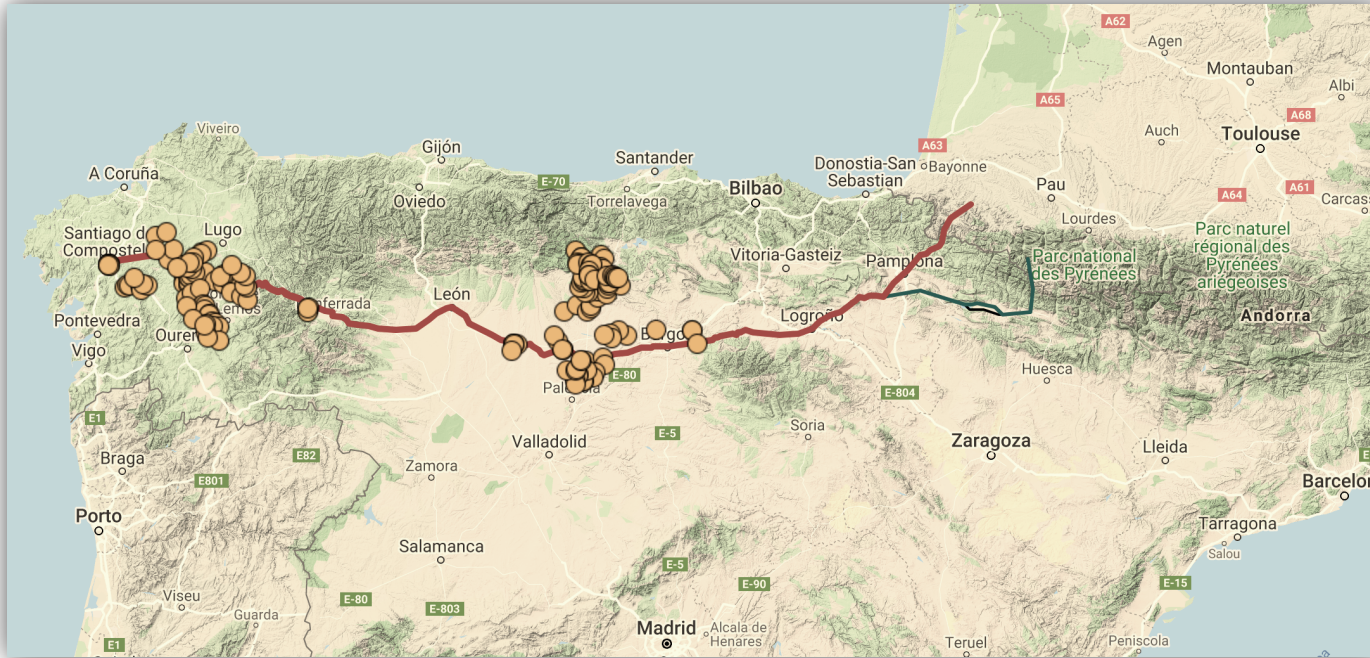 A62
Agen
Montauban
Albi
A65
A68
Viveiro
Auch
Toulouse
Gijón
A63
Santander
Donostia-San
Sebastian
Bayonne
A Coruña
E-70
Bilbao
Pau
A64
A61
Oviedo
Torrelavega
Carcass
Lourdes
Santiago d
Compostel
Lugo
Parc naturel
régional des
Pyrénées
ariégeoises
Vitoria-Gasteiz
Pamplona
Parc national
des Pyrénées
León
nferrada
Pontevedra
Logroño
Andorra
Ouren
Burgo
Vigo
E-80
Huesca
E-804
E1
Soria
E-5
Valladolid
Zaragoza
Lleida
Braga
E82
Zamora
E801
Barcelon
Porto
Tarragona
Salamanca
Salou
E-5
E-90
E-15
Viseu
E-80
E-803
Guarda
Madrid
Alcala de
Henares
E1
Teruel
Peniscola